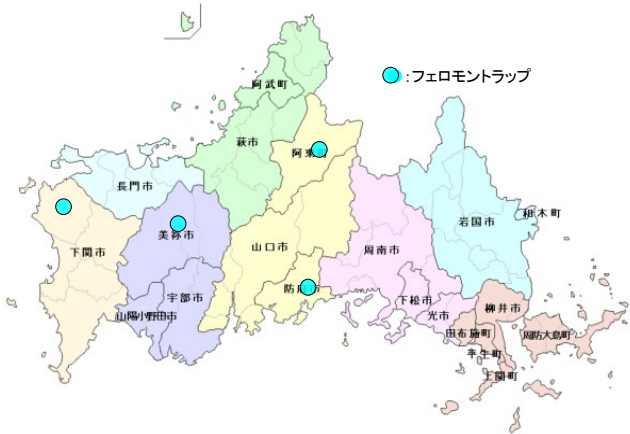 ：フェロモントラップ
阿武町
萩市
阿東
長門市
岩国市
和木町
美祢市
山口市
周南市
下関市
防府市
宇部市
下松市
柳井市
山陽小野田市
光市
田布施町
周防大島町
平生町
上関町